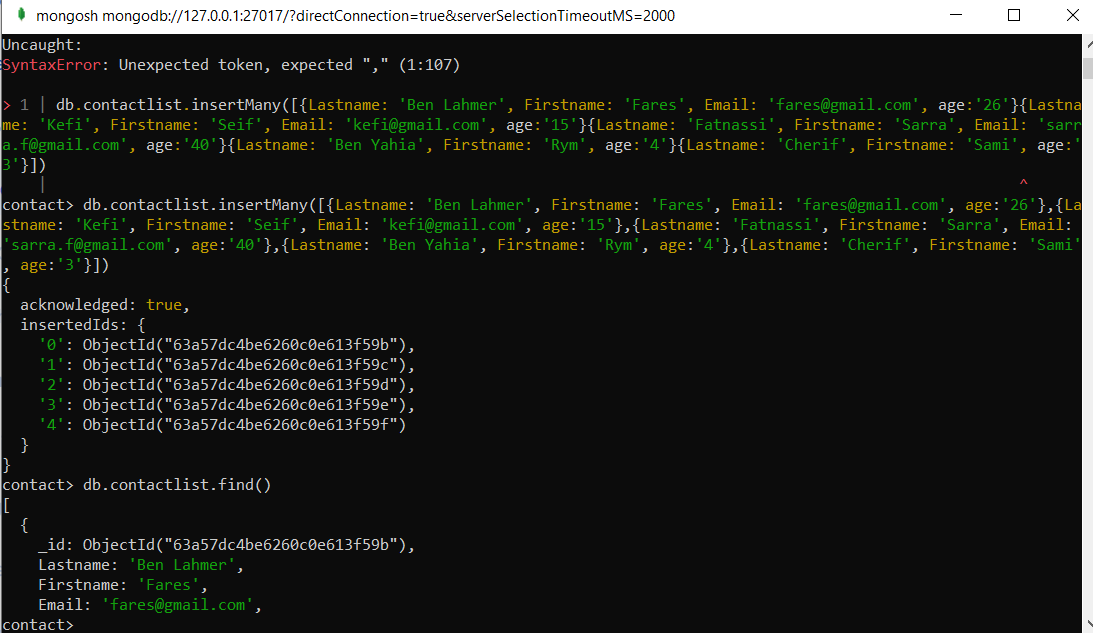 mongosh mongodb://127.0.0.1:27017/?directConnection=true&serverSelectionTimeoutMS=2000
Uncaught:
SyntaxError: Unexpected token, expected "," (1:107)
> 1 | db.contactlist.insertMany([{Lastname: 'Ben Lahmer', Firstname: 'Fares', Email: 'fares@gmail.com', age:'26'}{Lastna
me: 'Kefi', Firstname: 'Seif', Email: 'kefi@gmail.com', age:'15'}{Lastname: 'Fatnassi', Firstname: 'Sarra', Email: 'sarr
a.f@gmail.com', age:'40'}{Lastname: 'Ben Yahia', Firstname: 'Rym', age:'4'}{Lastname: 'Cherif', Firstname: 'Sami', age:'
3'}])
| ^
contact> db.contactlist.insertMany([{Lastname: 'Ben Lahmer', Firstname: 'Fares', Email: 'fares@gmail.com', age:'26'},{La
stname: 'Kefi', Firstname: 'Seif', Email: 'kefi@gmail.com', age:'15'},{Lastname: 'Fatnassi', Firstname: 'Sarra', Email:
'sarra.f@gmail.com', age:'40'},{Lastname: 'Ben Yahia', Firstname: 'Rym', age:'4'},{Lastname: 'Cherif', Firstname: 'Sami'
, age:'3'}])
{
  acknowledged: true,
  insertedIds: {
    '0': ObjectId("63a57dc4be6260c0e613f59b"),
    '1': ObjectId("63a57dc4be6260c0e613f59c"),
    '2': ObjectId("63a57dc4be6260c0e613f59d"),
    '3': ObjectId("63a57dc4be6260c0e613f59e"),
    '4': ObjectId("63a57dc4be6260c0e613f59f")
  }
}
contact> db.contactlist.find()
[
  {
    _id: ObjectId("63a57dc4be6260c0e613f59b"),
    Lastname: 'Ben Lahmer',
    Firstname: 'Fares',
    Email: 'fares@gmail.com',
contact>